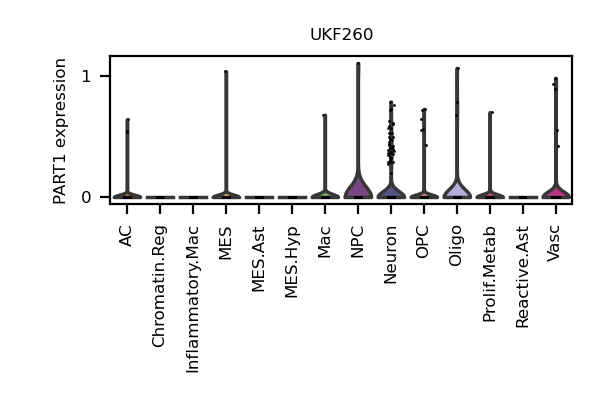 UKF260
PART1 expression
1
0
AC
Chromatin.Reg
Inflammatory.Mac
MES
MES.Ast
MES.Hyp
Mac
NPC
Neuron
OPC
Oligo
Prolif.Metab
Reactive.Ast
Vasc